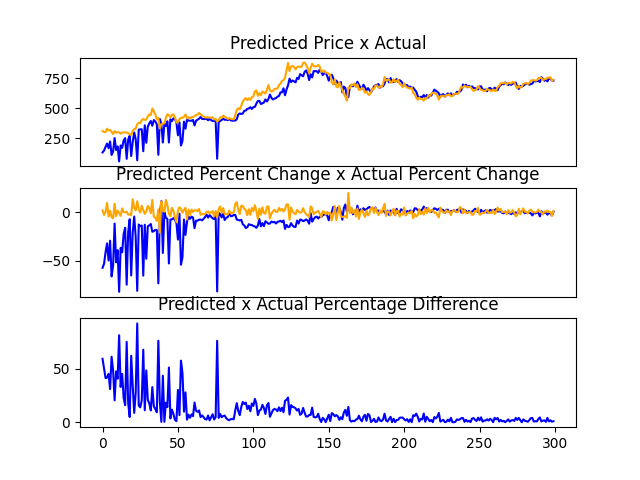 Predicted Price x Actual
750
500
250
Predicted Percent Change x Actual Percent Change
0
−50
Predicted x Actual Percentage Difference
50
0
0 50 100 150 200 250 300